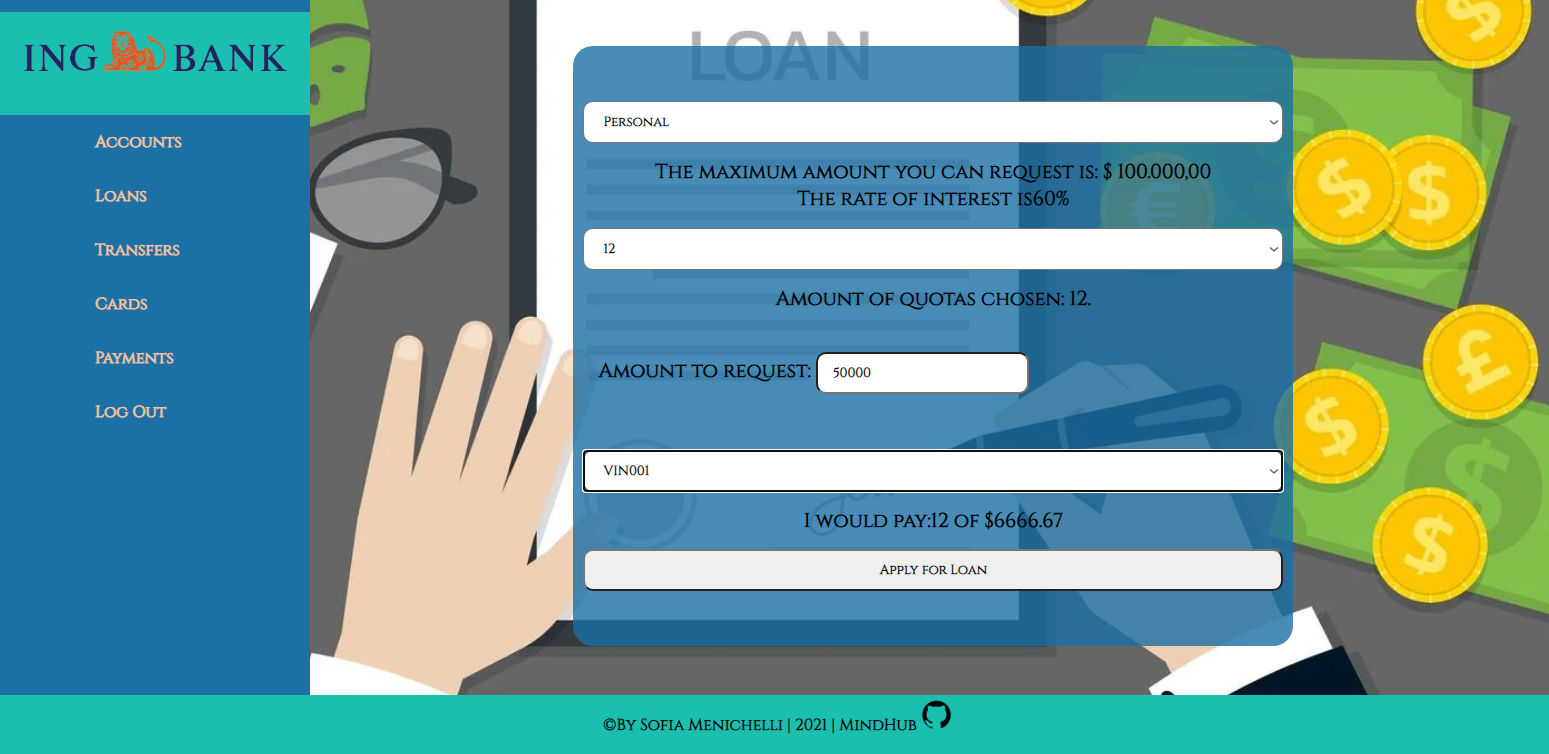 ING BANK
Accounts
Loans
Transfers
Cards
Payments
Log Out
LOAN
Personal
The maximum amount you can request is: $ 100.000,00
The rate of interest is60%
12
Amount of quotas chosen: 12.
Amount to request: 50000
VIN001
I would pay:12 of $6666.67
Apply for Loan
©By Sofia Menichelli | 2021 | MindHub